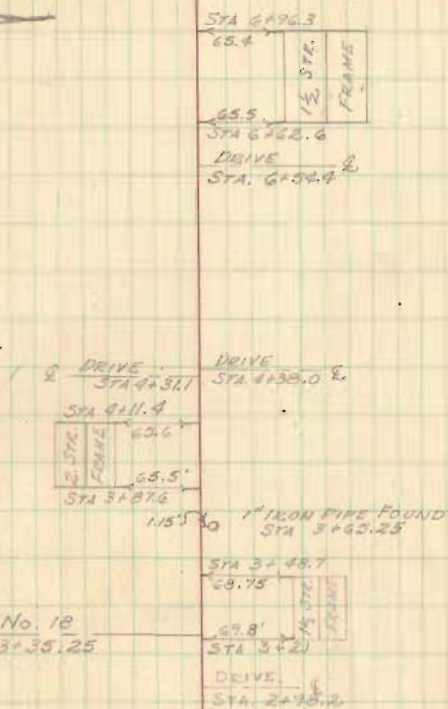 STA 6+96.3
65.4
1½ STR.
FRAME
65.5
STA 6+62.6
DRIVE ℄
STA. 6+54.4
℄ DRIVE
STA 4+31.1
DRIVE ℄
STA 4+38.0
STA 4+11.4
65.6
2 STR.
FRAME
65.5'
STA 3+87.6
1.15'
1" IRON PIPE FOUND
STA 3+65.25
STA 3+48.7
68.75
1½ STR.
FRAME
No. 18
3+35.25
69.8'
STA 3+21
DRIVE ℄
STA. 2+98.2